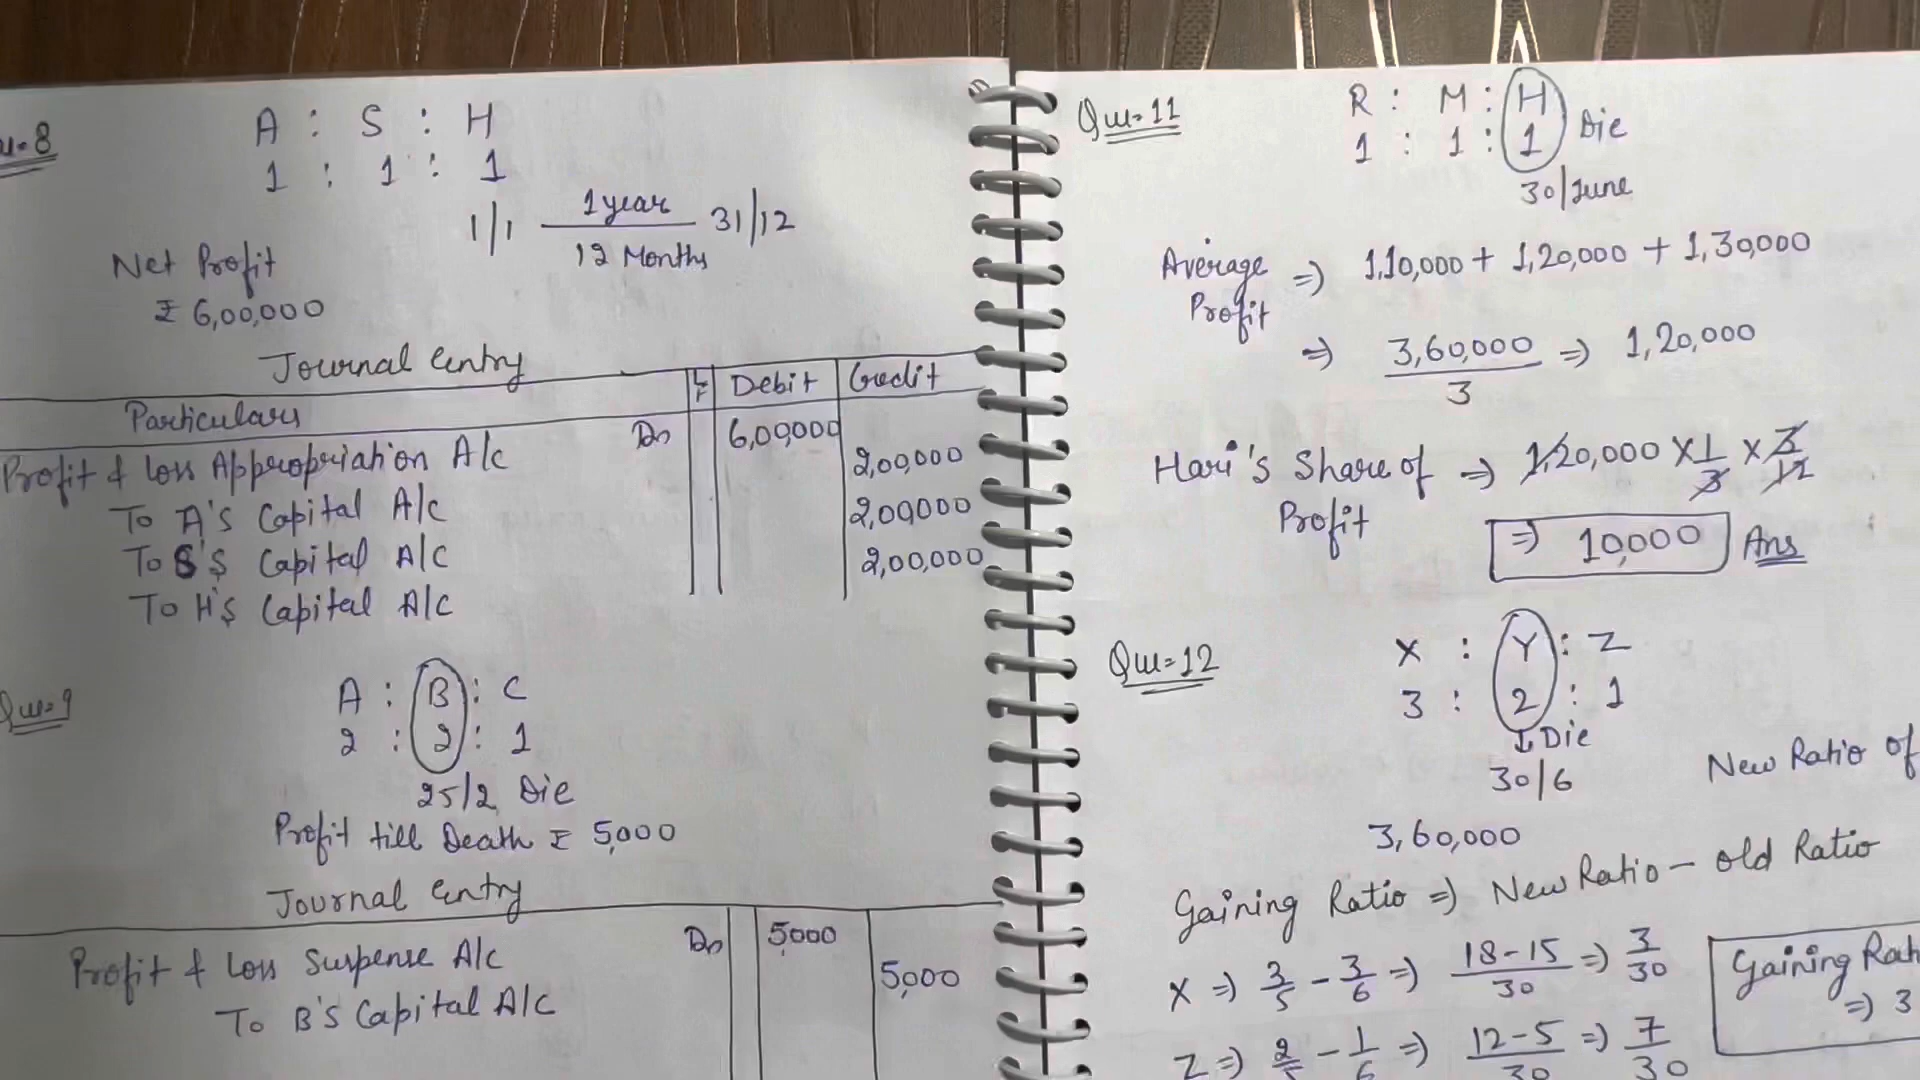 u.8
A : S : H
1 : 1 : 1
1/1 1 year 31/12
12 Months
Net Profit
₹ 6,00,000
Journal Entry
Particulars LF Debit Credit
Profit & Loss Appropriation A/c Dr 6,00,000
To A's Capital A/c 2,00,000
To S's Capital A/c 2,00,000
To H's Capital A/c 2,00,000
Qu=9
A : B : C
2 : 2 : 1
25/2 Die
Profit till Death ₹ 5,000
Journal Entry
Profit & Loss Suspense A/c Dr 5,000
To B's Capital A/c 5,000
Qu=11
R : M : H
1 : 1 : 1 Die
30/June
Average Profit ⇒ 1,10,000 + 1,20,000 + 1,30,000
⇒ 3,60,000/3 ⇒ 1,20,000
Hari's Share of Profit ⇒ 1,20,000 × 1/3 × 3/12
⇒ 10,000 Ans
Qu=12
X : Y : Z
3 : 2 : 1
↓ Die
30/6
New Ratio of
3,60,000
Gaining Ratio ⇒ New Ratio - Old Ratio
X ⇒ 3/5 - 3/6 ⇒ 18-15/30 ⇒ 3/30
Z ⇒ 2/5 - 1/6 ⇒ 12-5/30 ⇒ 7/30
Gaining Rat
⇒ 3